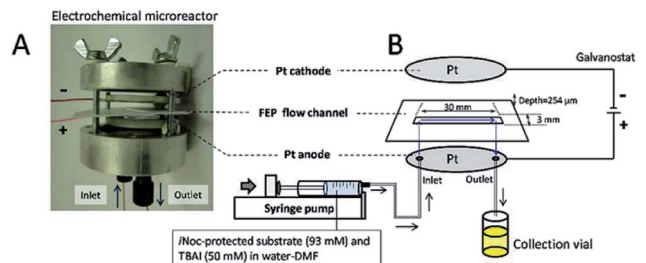 Electrochemical microreactor
A
B
Galvanostat
Pt cathode
Pt
-
-
Depth=254 µm
FEP flow channel
30 mm
3 mm
+
+
Pt anode
Pt
Inlet
Outlet
Inlet
Outlet
Syringe pump
iNoc-protected substrate (93 mM) and
TBAI (50 mM) in water-DMF
Collection vial